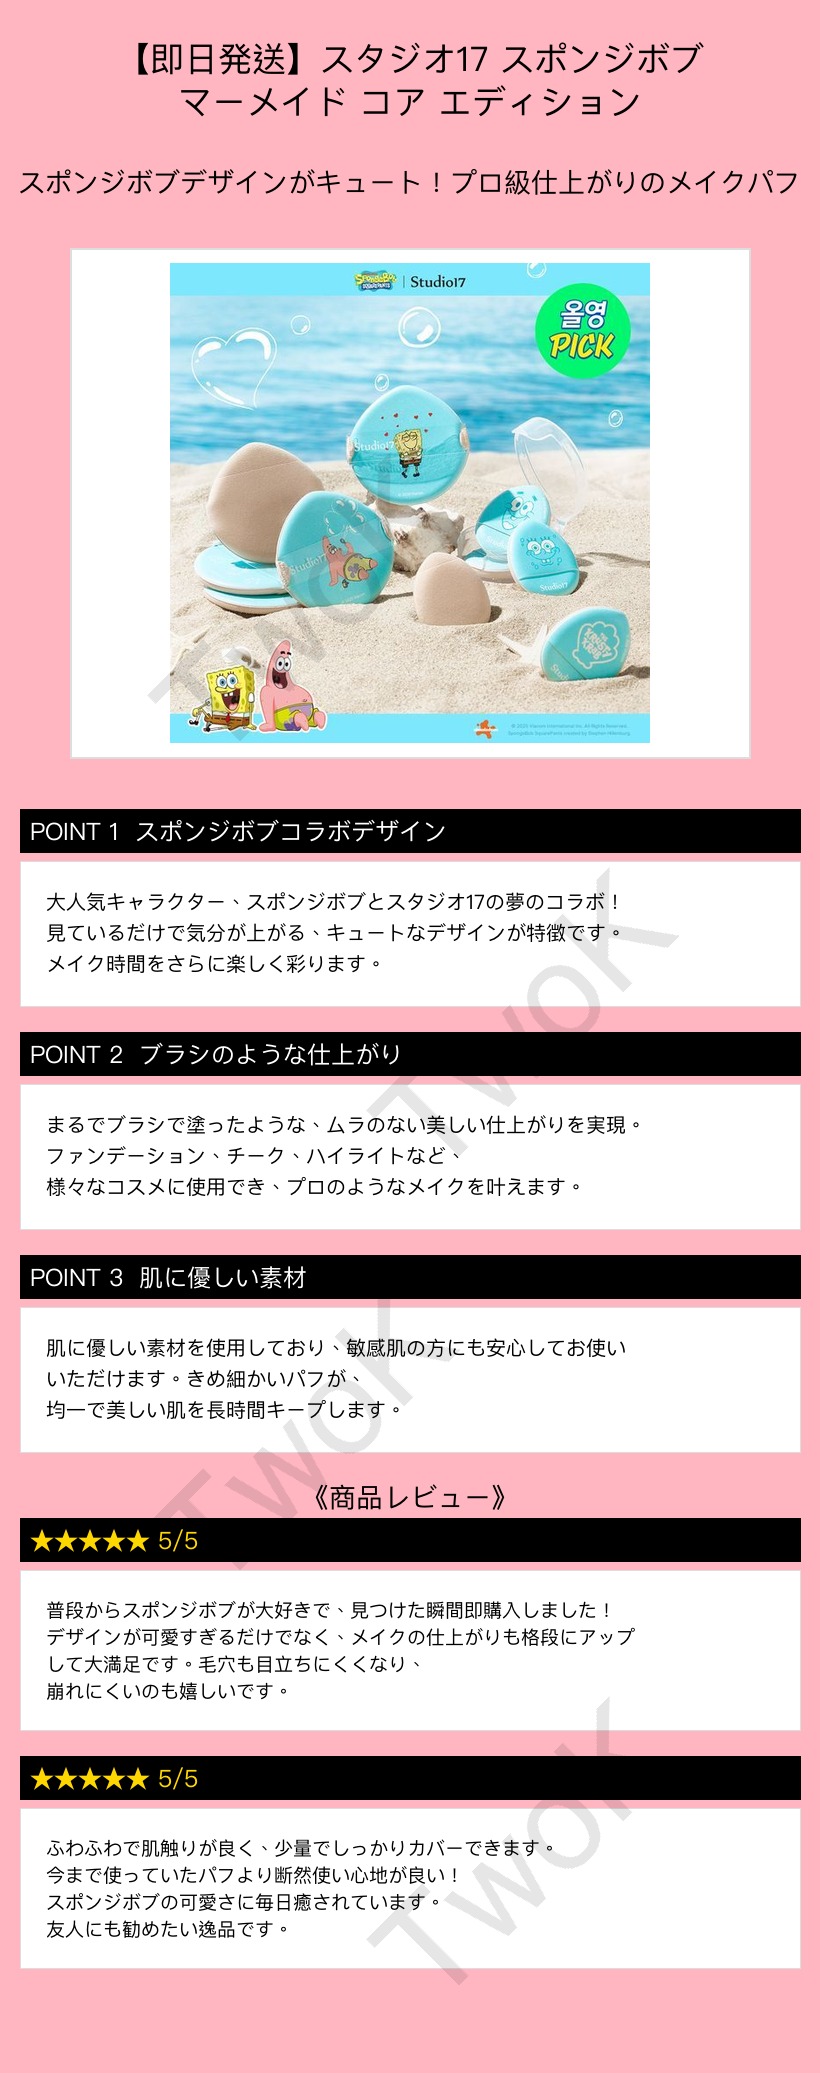 【即日発送】スタジオ17 スポンジボブ
マーメイド コア エディション
スポンジボブデザインがキュート！プロ級仕上がりのメイクパフ
SpongeBob
SQUAREPANTS
Studio17
올영
PICK
Studio17
Studio17
Studio17
THE
KRUSTY
KRAB
© 2025 Viacom International Inc. All Rights Reserved.
SpongeBob SquarePants created by Stephen Hillenburg.
TwoK
POINT 1 スポンジボブコラボデザイン
大人気キャラクター、スポンジボブとスタジオ17の夢のコラボ！
見ているだけで気分が上がる、キュートなデザインが特徴です。
メイク時間をさらに楽しく彩ります。
TwoK
POINT 2 ブラシのような仕上がり
まるでブラシで塗ったような、ムラのない美しい仕上がりを実現。
ファンデーション、チーク、ハイライトなど、
様々なコスメに使用でき、プロのようなメイクを叶えます。
POINT 3 肌に優しい素材
肌に優しい素材を使用しており、敏感肌の方にも安心してお使い
いただけます。きめ細かいパフが、
均一で美しい肌を長時間キープします。
TwoK
《商品レビュー》
★★★★★ 5/5
普段からスポンジボブが大好きで、見つけた瞬間即購入しました！
デザインが可愛すぎるだけでなく、メイクの仕上がりも格段にアップ
して大満足です。毛穴も目立ちにくくなり、
崩れにくいのも嬉しいです。
★★★★★ 5/5
ふわふわで肌触りが良く、少量でしっかりカバーできます。
今まで使っていたパフより断然使い心地が良い！
スポンジボブの可愛さに毎日癒されています。
友人にも勧めたい逸品です。
TwoK